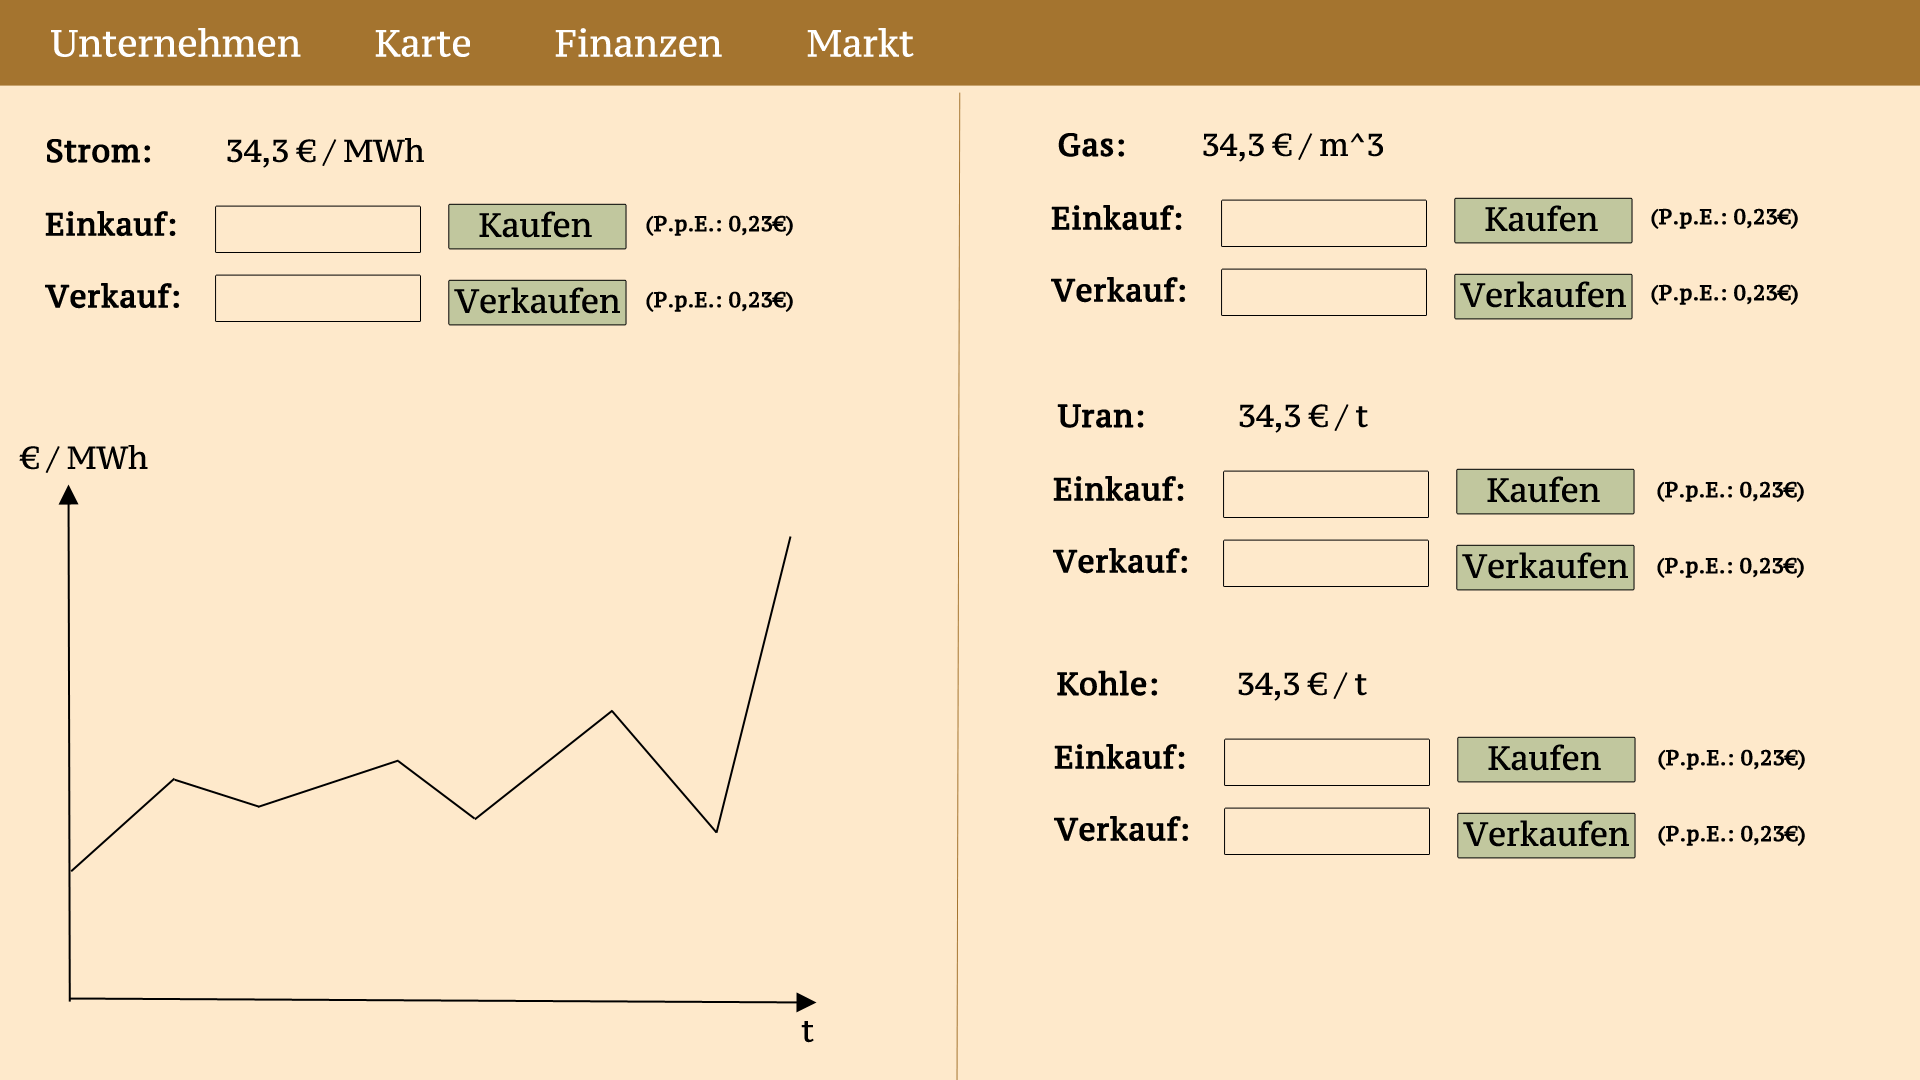 Unternehmen Karte Finanzen Markt
Strom: 34,3 € / MWh
Einkauf: Kaufen (P.p.E.: 0,23€)
Verkauf: Verkaufen (P.p.E.: 0,23€)
€ / MWh
t
Gas: 34,3 € / m^3
Einkauf: Kaufen (P.p.E.: 0,23€)
Verkauf: Verkaufen (P.p.E.: 0,23€)
Uran: 34,3 € / t
Einkauf: Kaufen (P.p.E.: 0,23€)
Verkauf: Verkaufen (P.p.E.: 0,23€)
Kohle: 34,3 € / t
Einkauf: Kaufen (P.p.E.: 0,23€)
Verkauf: Verkaufen (P.p.E.: 0,23€)